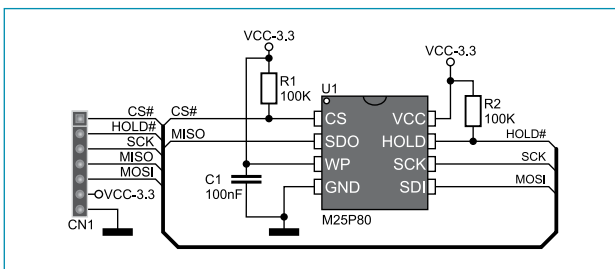 VCC-3.3
VCC-3.3
R1
100K
U1
R2
100K
CS#
HOLD#
SCK
MISO
MOSI
VCC-3.3
CN1
CS#
MISO
C1
100nF
CS
SDO
WP
GND
VCC
HOLD
SCK
SDI
M25P80
HOLD#
SCK
MOSI